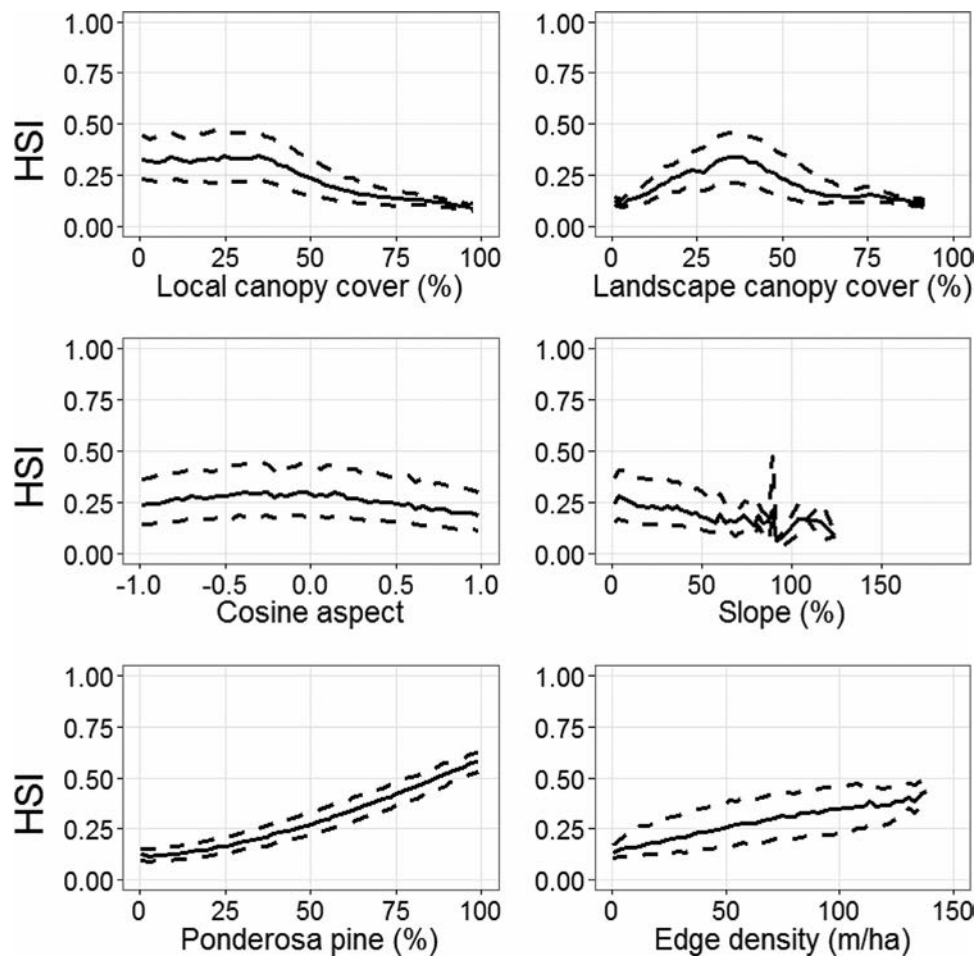 1.00 1.00
0.75 0.75
HSI
0.50 0.50
0.25 0.25
0.00 0.00
0 25 50 75 100 0 25 50 75 100
Local canopy cover (%) Landscape canopy cover (%)
1.00 1.00
0.75 0.75
HSI
0.50 0.50
0.25 0.25
0.00 0.00
-1.0 -0.5 0.0 0.5 1.0 0 50 100 150
Cosine aspect Slope (%)
1.00 1.00
0.75 0.75
HSI
0.50 0.50
0.25 0.25
0.00 0.00
0 25 50 75 100 0 50 100 150
Ponderosa pine (%) Edge density (m/ha)